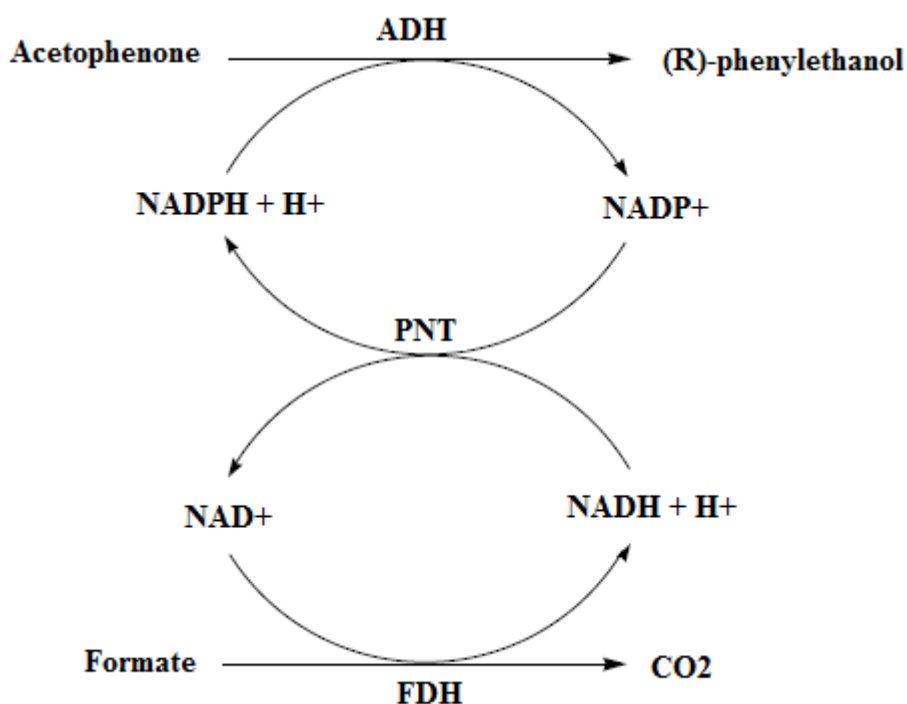 ADH
Acetophenone
(R)-phenylethanol
NADPH + H+
NADP+
PNT
NAD+
NADH + H+
Formate
CO2
FDH